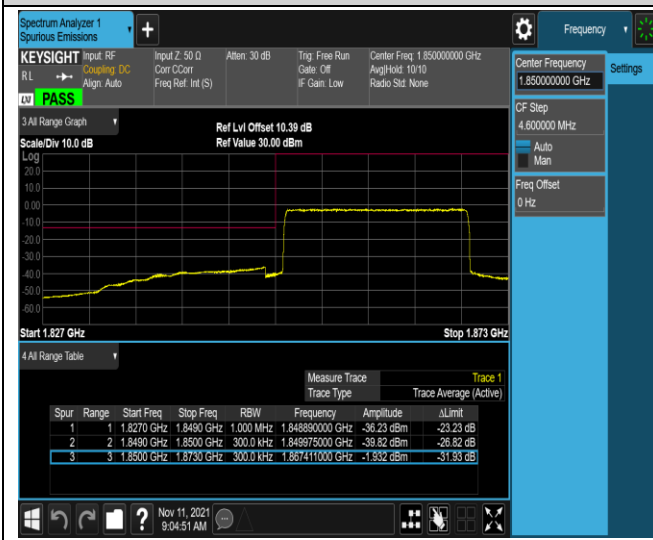 Spectrum Analyzer 1
Spurious Emissions
+
Frequency
KEYSIGHT
RL
Input: RF
Coupling: DC
Align: Auto
Input Z: 50 Ω
Corr CCorr
Freq Ref: Int (S)
Atten: 30 dB
Trig: Free Run
Gate: Off
IF Gain: Low
Center Freq: 1.850000000 GHz
Avg|Hold: 10/10
Radio Std: None
LXI PASS
3 All Range Graph
Scale/Div 10.0 dB
Ref Lvl Offset 10.39 dB
Ref Value 30.00 dBm
Log
20.0
10.0
0.00
-10.0
-20.0
-30.0
-40.0
-50.0
-60.0
Start 1.827 GHz
Stop 1.873 GHz
4 All Range Table
Measure Trace Trace 1
Trace Type Trace Average (Active)
Spur Range Start Freq Stop Freq RBW Frequency Amplitude ΔLimit
1 1 1.8270 GHz 1.8490 GHz 1.000 MHz 1.848890000 GHz -36.23 dBm -23.23 dB
2 2 1.8490 GHz 1.8500 GHz 300.0 kHz 1.849975000 GHz -39.82 dBm -26.82 dB
3 3 1.8500 GHz 1.8730 GHz 300.0 kHz 1.867411000 GHz -1.932 dBm -31.93 dB
Center Frequency
1.850000000 GHz
Settings
CF Step
4.600000 MHz
Auto
Man
Freq Offset
0 Hz
?
Nov 11, 2021
9:04:51 AM